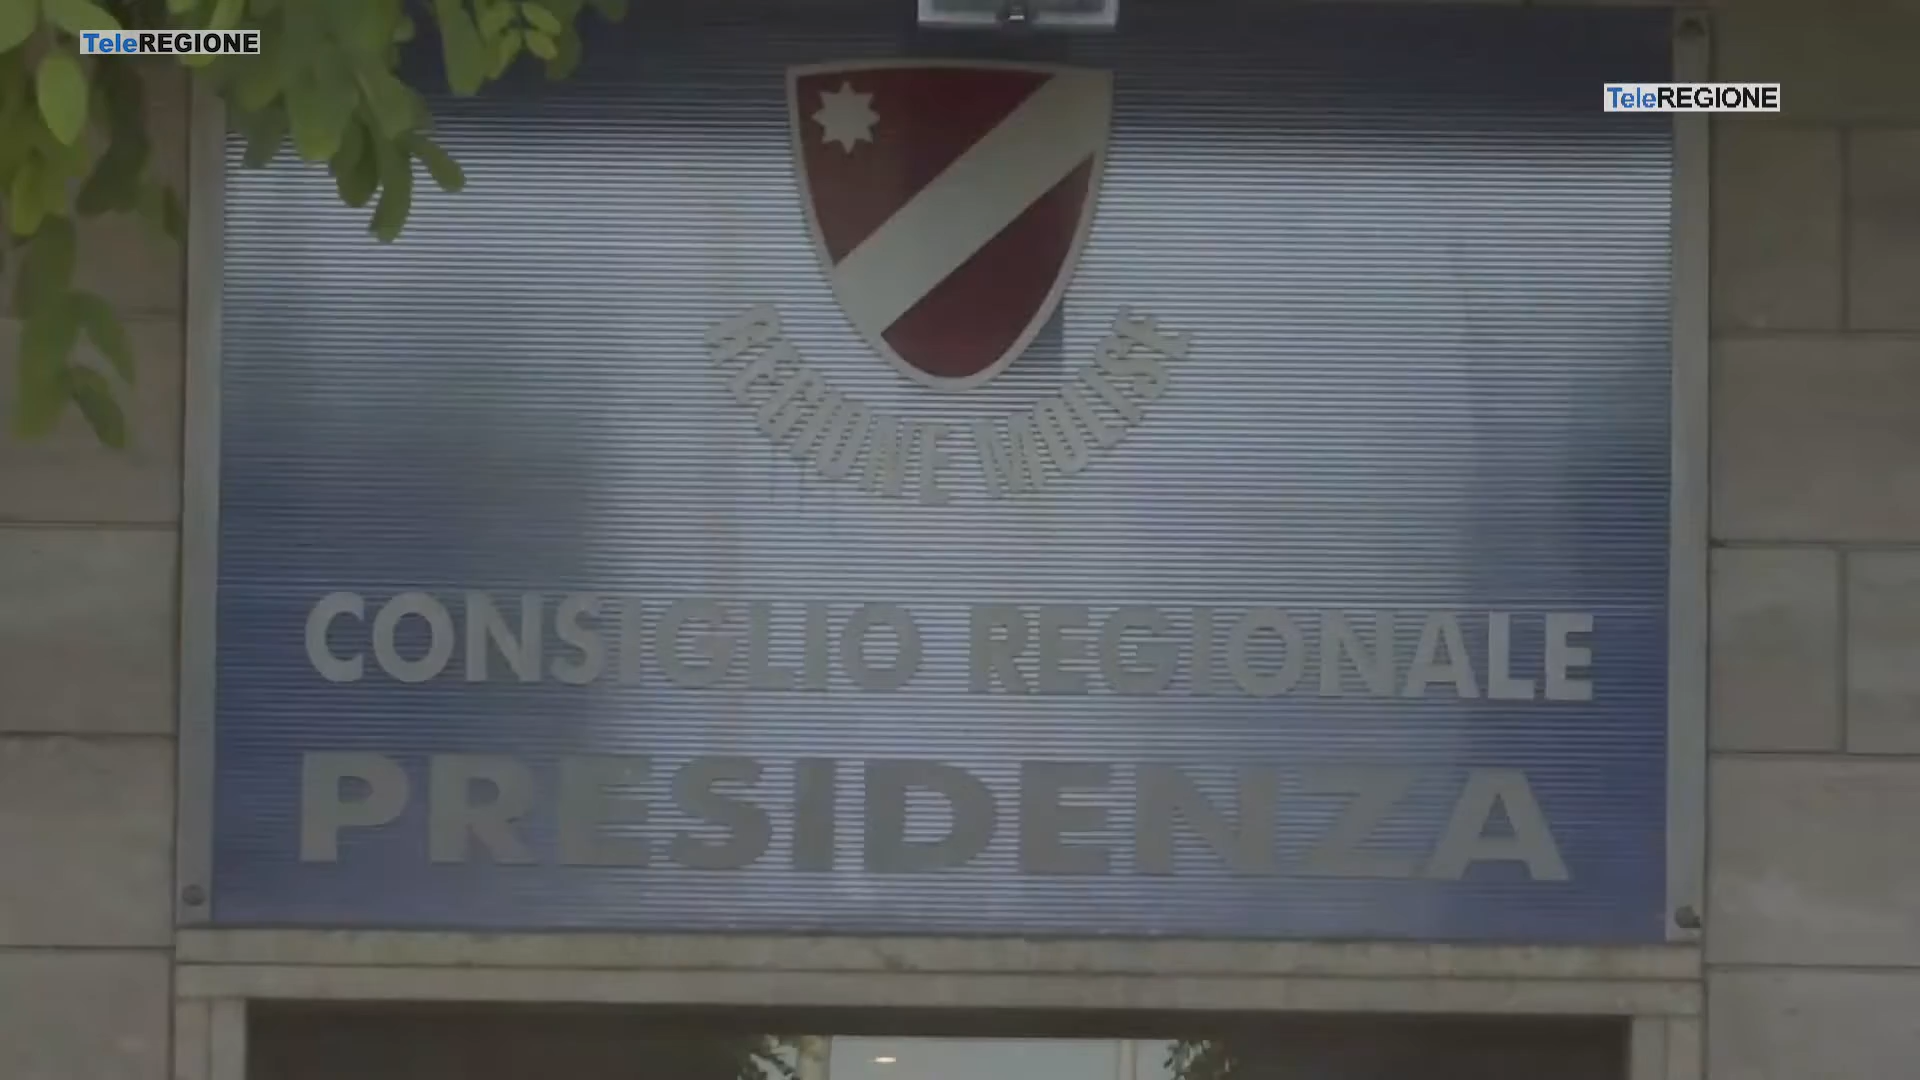 TeleREGIONE
TeleREGIONE
REGIONE MOLISE
CONSIGLIO REGIONALE
PRESIDENZA